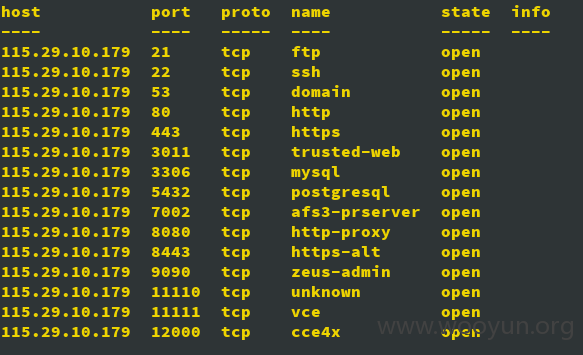 host port proto name state info
---- ---- ----- ---- ----- ----
115.29.10.179 21 tcp ftp open
115.29.10.179 22 tcp ssh open
115.29.10.179 53 tcp domain open
115.29.10.179 80 tcp http open
115.29.10.179 443 tcp https open
115.29.10.179 3011 tcp trusted-web open
115.29.10.179 3306 tcp mysql open
115.29.10.179 5432 tcp postgresql open
115.29.10.179 7002 tcp afs3-prserver open
115.29.10.179 8080 tcp http-proxy open
115.29.10.179 8443 tcp https-alt open
115.29.10.179 9090 tcp zeus-admin open
115.29.10.179 11110 tcp unknown open
115.29.10.179 11111 tcp vce open
115.29.10.179 12000 tcp cce4x open
www.wooyun.org